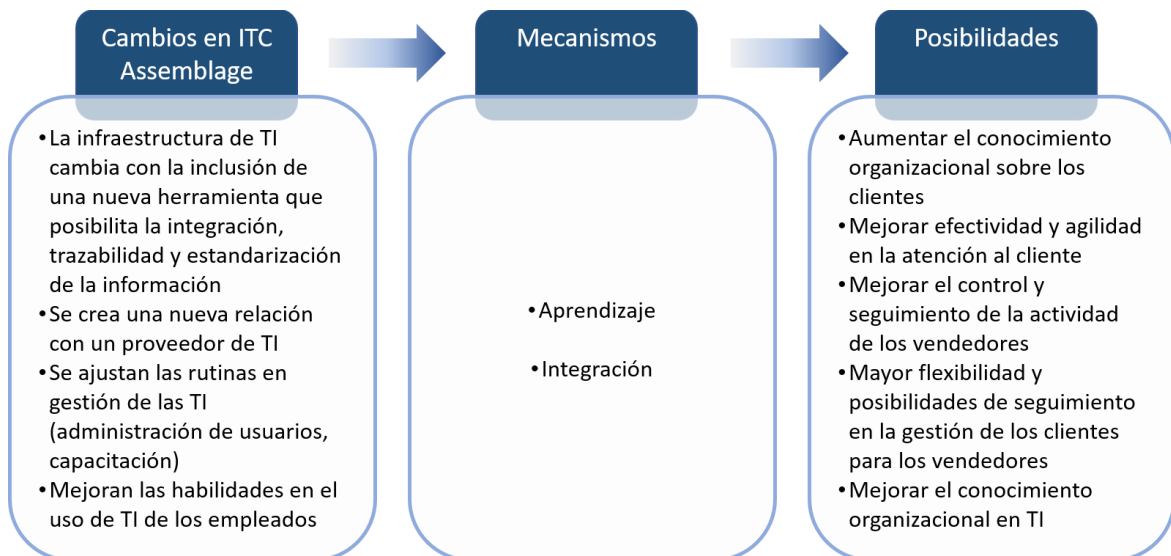 Cambios en ITC
Assemblage
•La infraestructura de TI
cambia con la inclusión de
una nueva herramienta que
posibilita la integración,
trazabilidad y estandarización
de la información
•Se crea una nueva relación
con un proveedor de TI
•Se ajustan las rutinas en
gestión de las TI
(administración de usuarios,
capacitación)
•Mejoran las habilidades en el
uso de TI de los empleados
Mecanismos
•Aprendizaje
•Integración
Posibilidades
•Aumentar el conocimiento
organizacional sobre los
clientes
•Mejorar efectividad y agilidad
en la atención al cliente
•Mejorar el control y
seguimiento de la actividad
de los vendedores
•Mayor flexibilidad y
posibilidades de seguimiento
en la gestión de los clientes
para los vendedores
•Mejorar el conocimiento
organizacional en TI